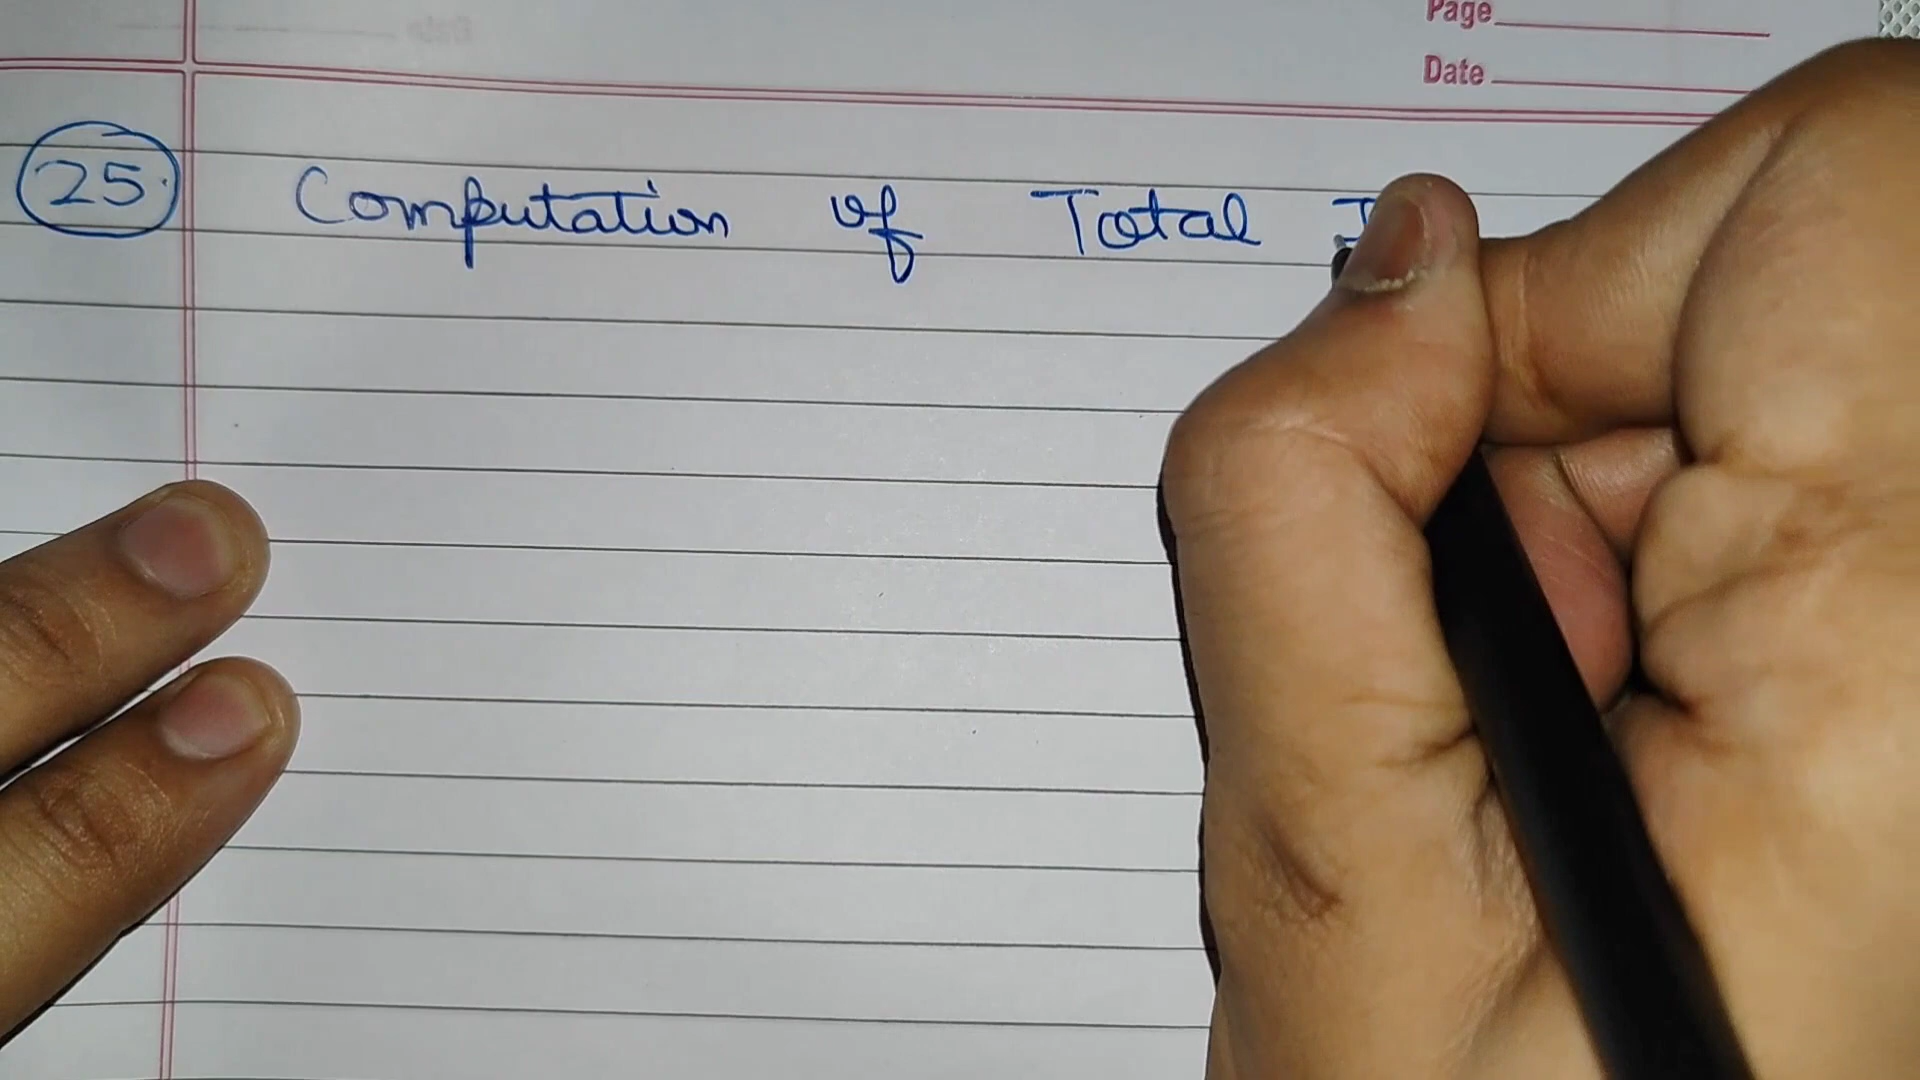 Page
Date
25 Computation of Total I